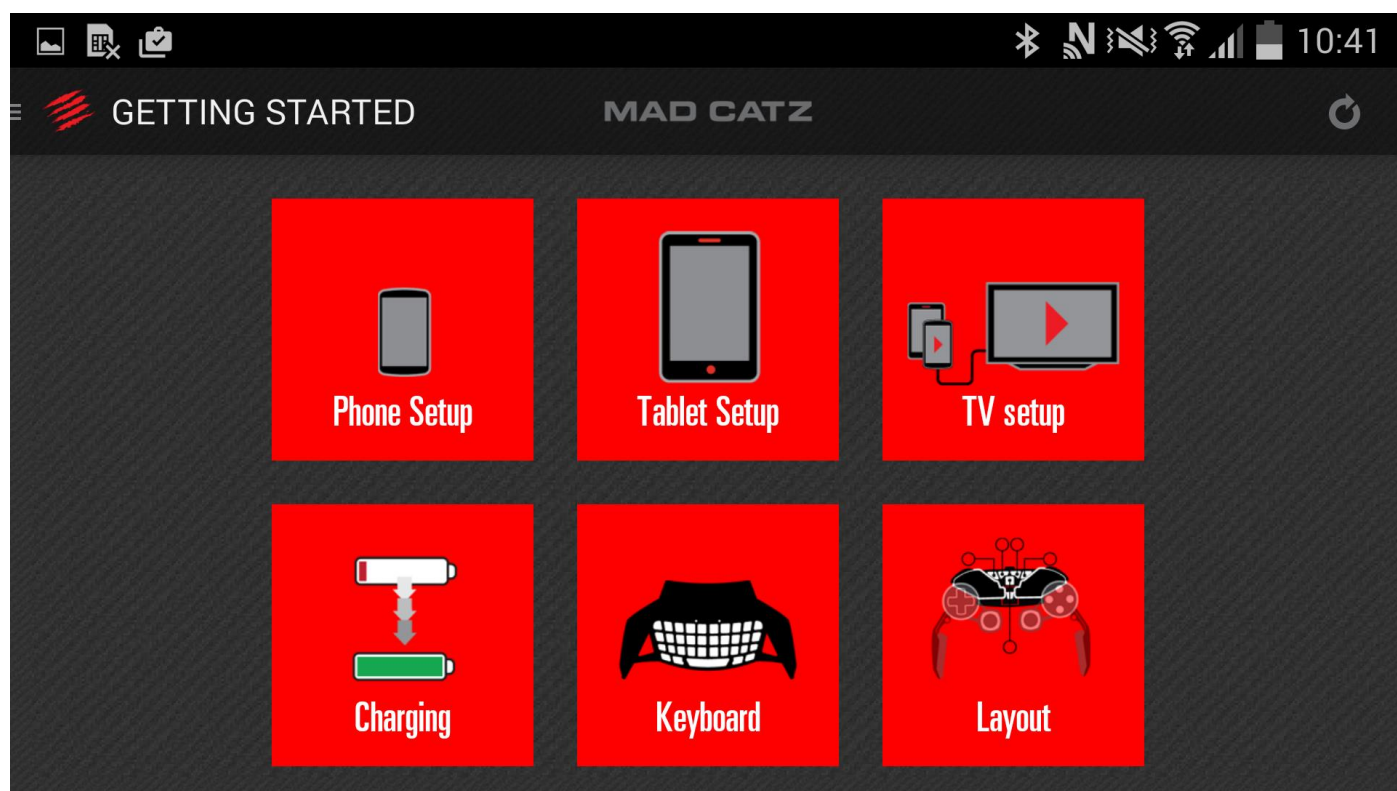 10:41
GETTING STARTED
MAD CATZ
Phone Setup
Tablet Setup
TV setup
Charging
Keyboard
Layout